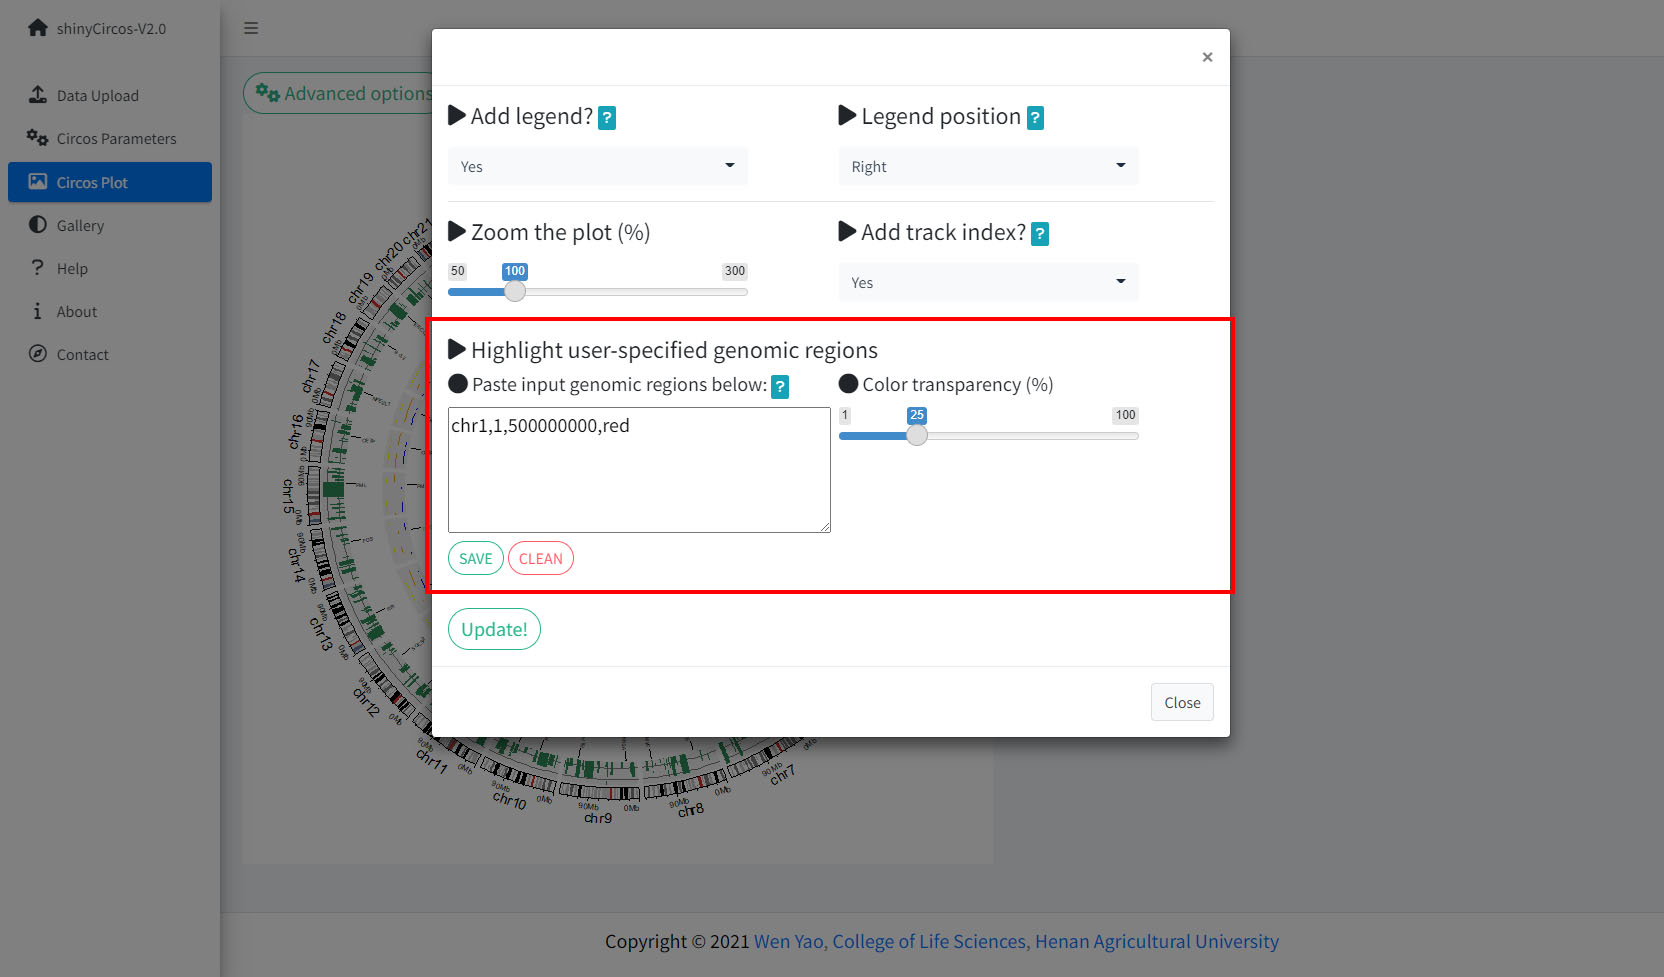 shinyCircos-V2.0
Data Upload
Circos Parameters
Circos Plot
Gallery
Help
About
Contact
Advanced options
×
Add legend? ?
Yes
Legend position ?
Right
Zoom the plot (%)
50 100 300
Add track index? ?
Yes
Highlight user-specified genomic regions
Paste input genomic regions below: ?
chr1,1,500000000,red
Color transparency (%)
1 25 100
SAVE CLEAN
Update!
Close
chr21
chr20
chr19
chr18
chr17
chr16
chr15
chr14
chr13
chr12
chr11
chr10
chr9
chr8
chr7
0Mb
90Mb
Copyright © 2021 Wen Yao, College of Life Sciences, Henan Agricultural University